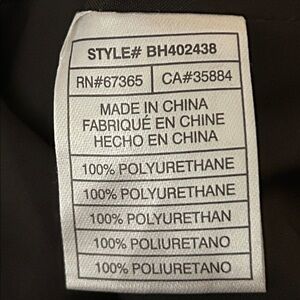 STYLE# BH402438
RN#67365 CA#35884
MADE IN CHINA
FABRIQUÉ EN CHINE
HECHO EN CHINA
100% POLYURETHANE
100% POLYURETHANE
100% POLYURETHAN
100% POLIURETANO
100% POLIURETANO